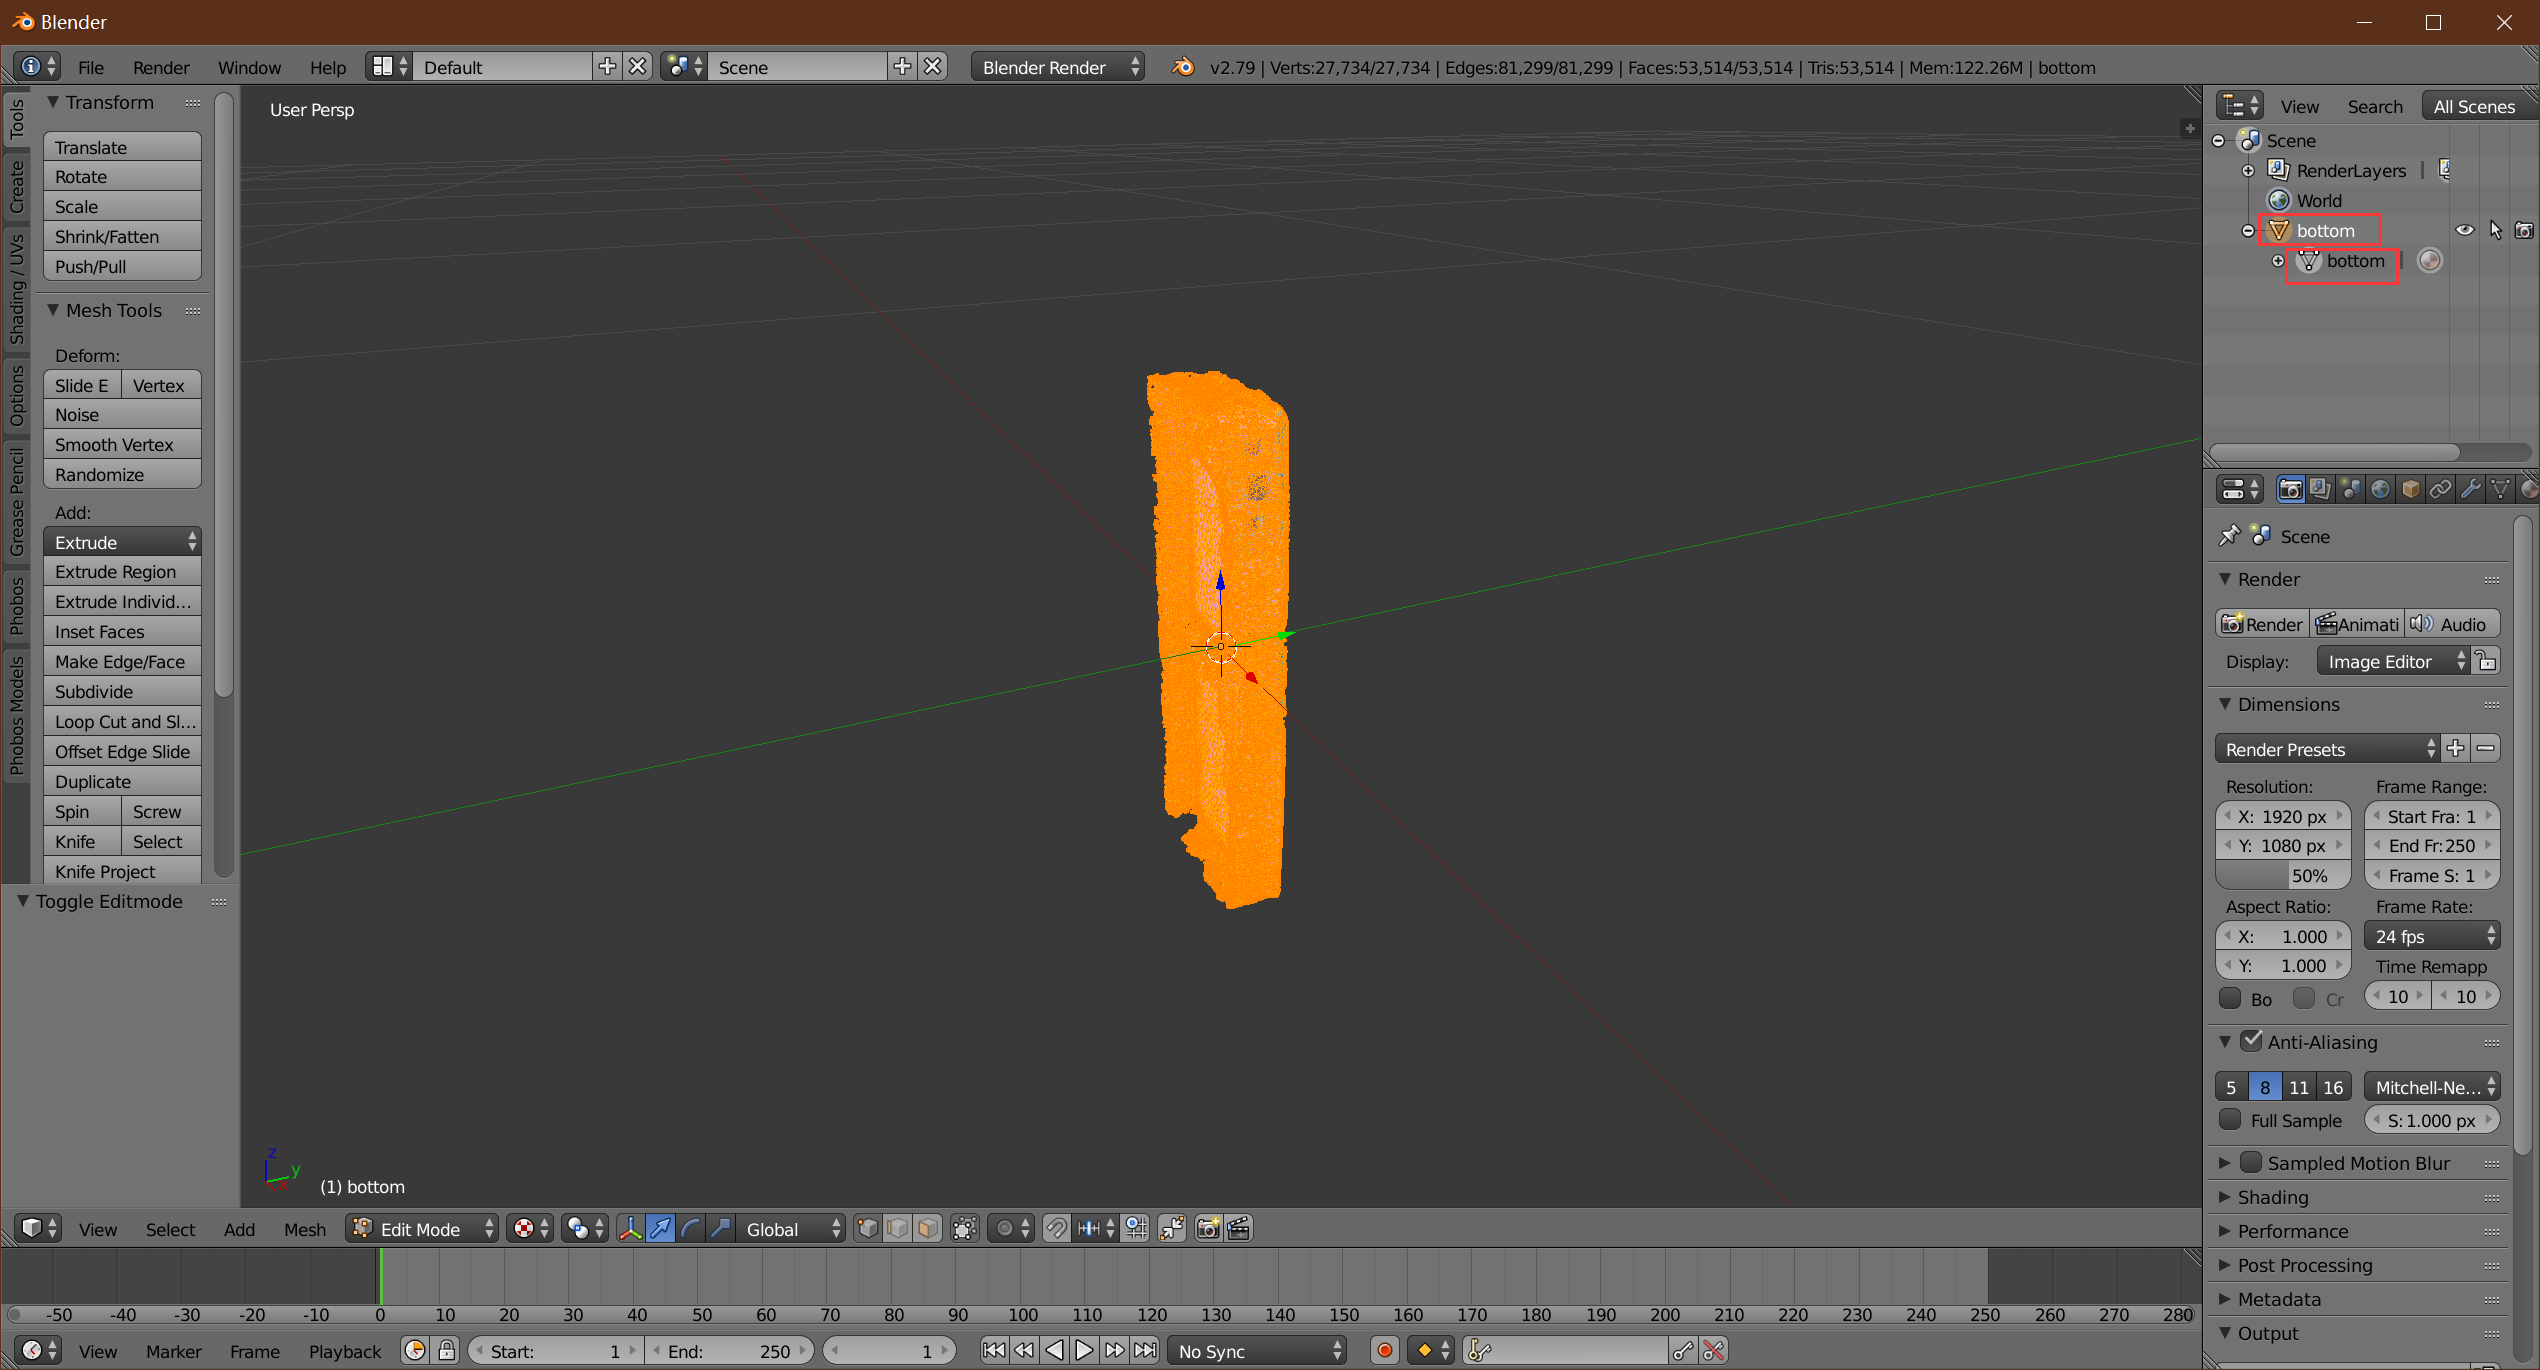 Blender
File Render Window Help Default Scene Blender Render v2.79 | Verts:27,734/27,734 | Edges:81,299/81,299 | Faces:53,514/53,514 | Tris:53,514 | Mem:122.26M | bottom
Tools
Create
Shading / UVs
Options
Grease Pencil
Phobos
Phobos Models
Transform
Translate
Rotate
Scale
Shrink/Fatten
Push/Pull
Mesh Tools
Deform:
Slide E Vertex
Noise
Smooth Vertex
Randomize
Add:
Extrude
Extrude Region
Extrude Individ...
Inset Faces
Make Edge/Face
Subdivide
Loop Cut and Sl...
Offset Edge Slide
Duplicate
Spin Screw
Knife Select
Knife Project
Toggle Editmode
User Persp
z
y
x
(1) bottom
View Search All Scenes
Scene
RenderLayers
World
bottom
bottom
Scene
Render
Render Animati Audio
Display: Image Editor
Dimensions
Render Presets
Resolution: Frame Range:
X: 1920 px Start Fra: 1
Y: 1080 px End Fr:250
50% Frame S: 1
Aspect Ratio: Frame Rate:
X: 1.000 24 fps
Y: 1.000 Time Remapp
Bo Cr 10 10
Anti-Aliasing
5 8 11 16 Mitchell-Ne...
Full Sample S:1.000 px
Sampled Motion Blur
Shading
Performance
Post Processing
Metadata
Output
View Select Add Mesh Edit Mode Global
-50 -40 -30 -20 -10 0 10 20 30 40 50 60 70 80 90 100 110 120 130 140 150 160 170 180 190 200 210 220 230 240 250 260 270 280
View Marker Frame Playback Start: 1 End: 250 1 No Sync